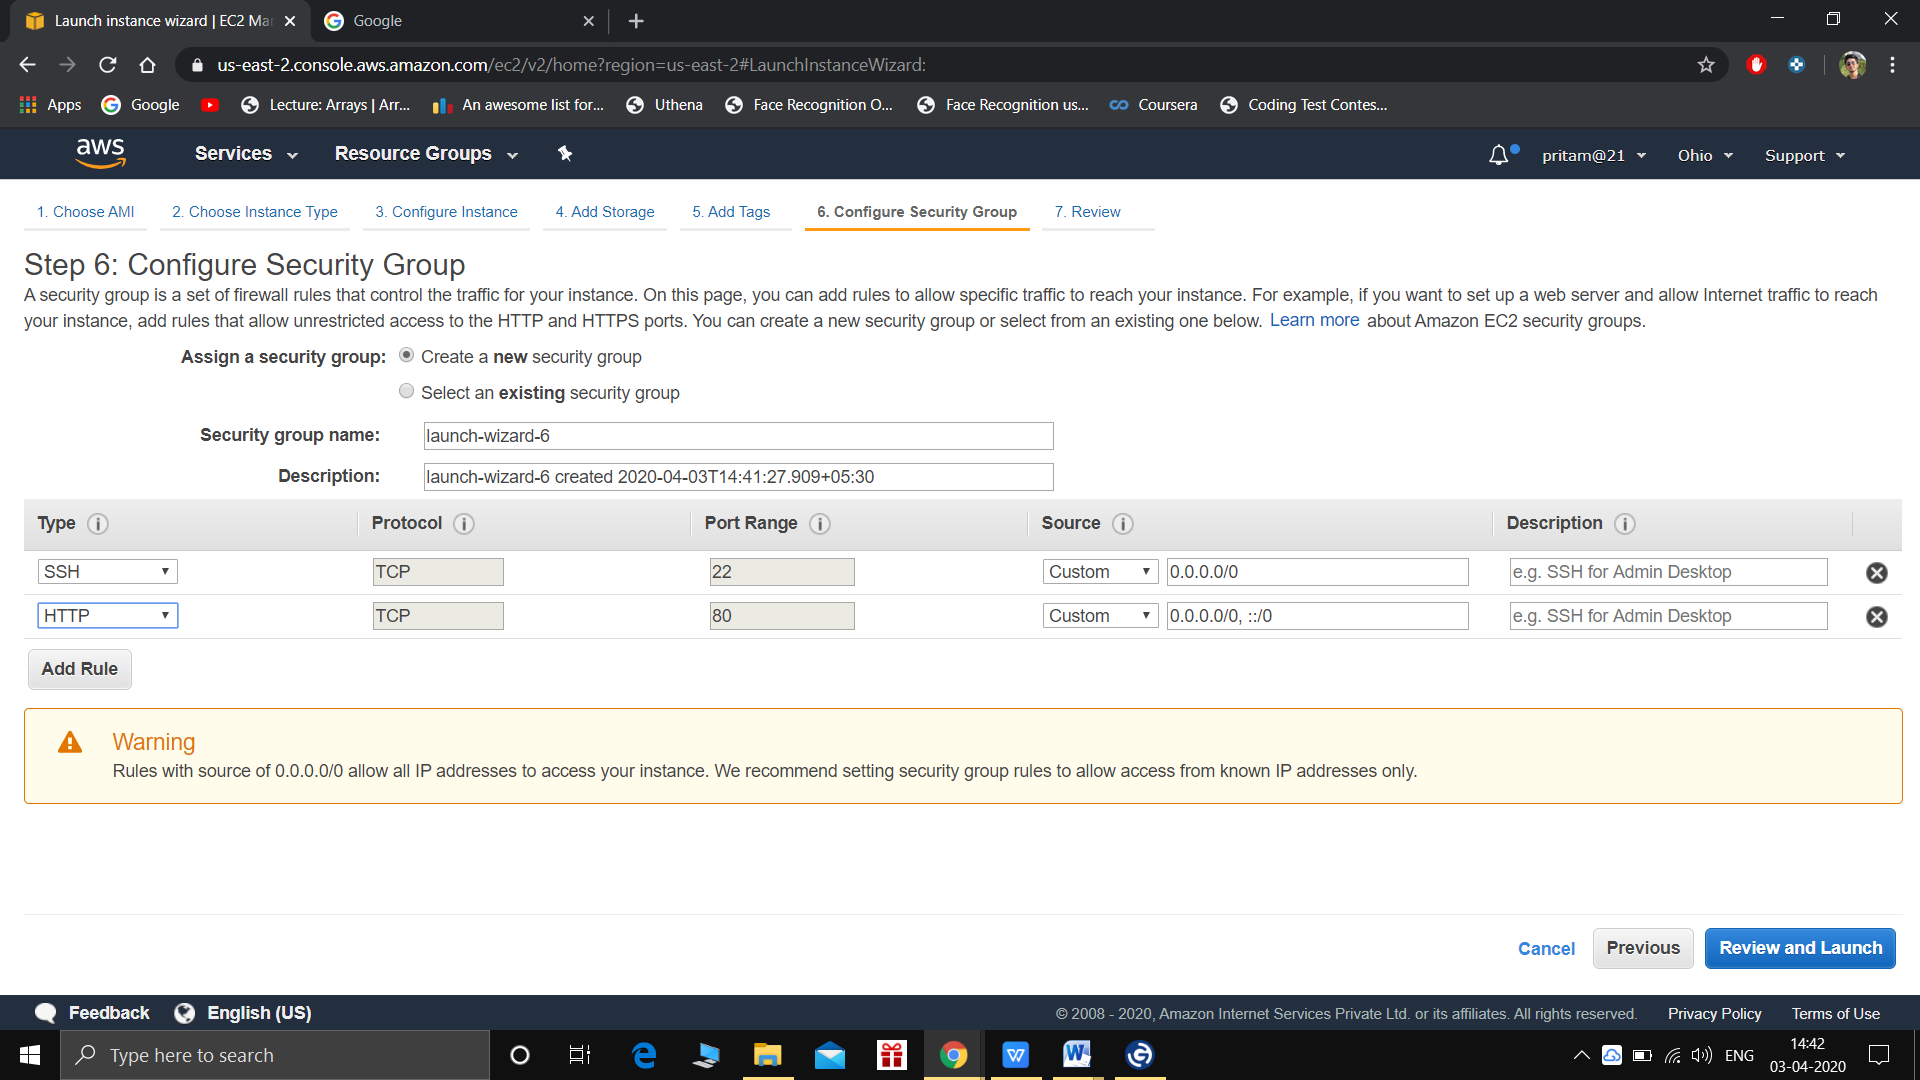 Launch instance wizard | EC2 Mar
Google
us-east-2.console.aws.amazon.com/ec2/v2/home?region=us-east-2#LaunchInstanceWizard:
Apps Google Lecture: Arrays | Arr... An awesome list for... Uthena Face Recognition O... Face Recognition us... Coursera Coding Test Contes...
aws Services Resource Groups pritam@21 Ohio Support
1. Choose AMI 2. Choose Instance Type 3. Configure Instance 4. Add Storage 5. Add Tags 6. Configure Security Group 7. Review
Step 6: Configure Security Group
A security group is a set of firewall rules that control the traffic for your instance. On this page, you can add rules to allow specific traffic to reach your instance. For example, if you want to set up a web server and allow Internet traffic to reach
your instance, add rules that allow unrestricted access to the HTTP and HTTPS ports. You can create a new security group or select from an existing one below. Learn more about Amazon EC2 security groups.
Assign a security group: Create a new security group
Select an existing security group
Security group name: launch-wizard-6
Description: launch-wizard-6 created 2020-04-03T14:41:27.909+05:30
Type i Protocol i Port Range i Source i Description i
SSH TCP 22 Custom 0.0.0.0/0 e.g. SSH for Admin Desktop
HTTP TCP 80 Custom 0.0.0.0/0, ::/0 e.g. SSH for Admin Desktop
Add Rule
Warning
Rules with source of 0.0.0.0/0 allow all IP addresses to access your instance. We recommend setting security group rules to allow access from known IP addresses only.
Cancel Previous Review and Launch
Feedback English (US) © 2008 - 2020, Amazon Internet Services Private Ltd. or its affiliates. All rights reserved. Privacy Policy Terms of Use
Type here to search
ENG
14:42
03-04-2020